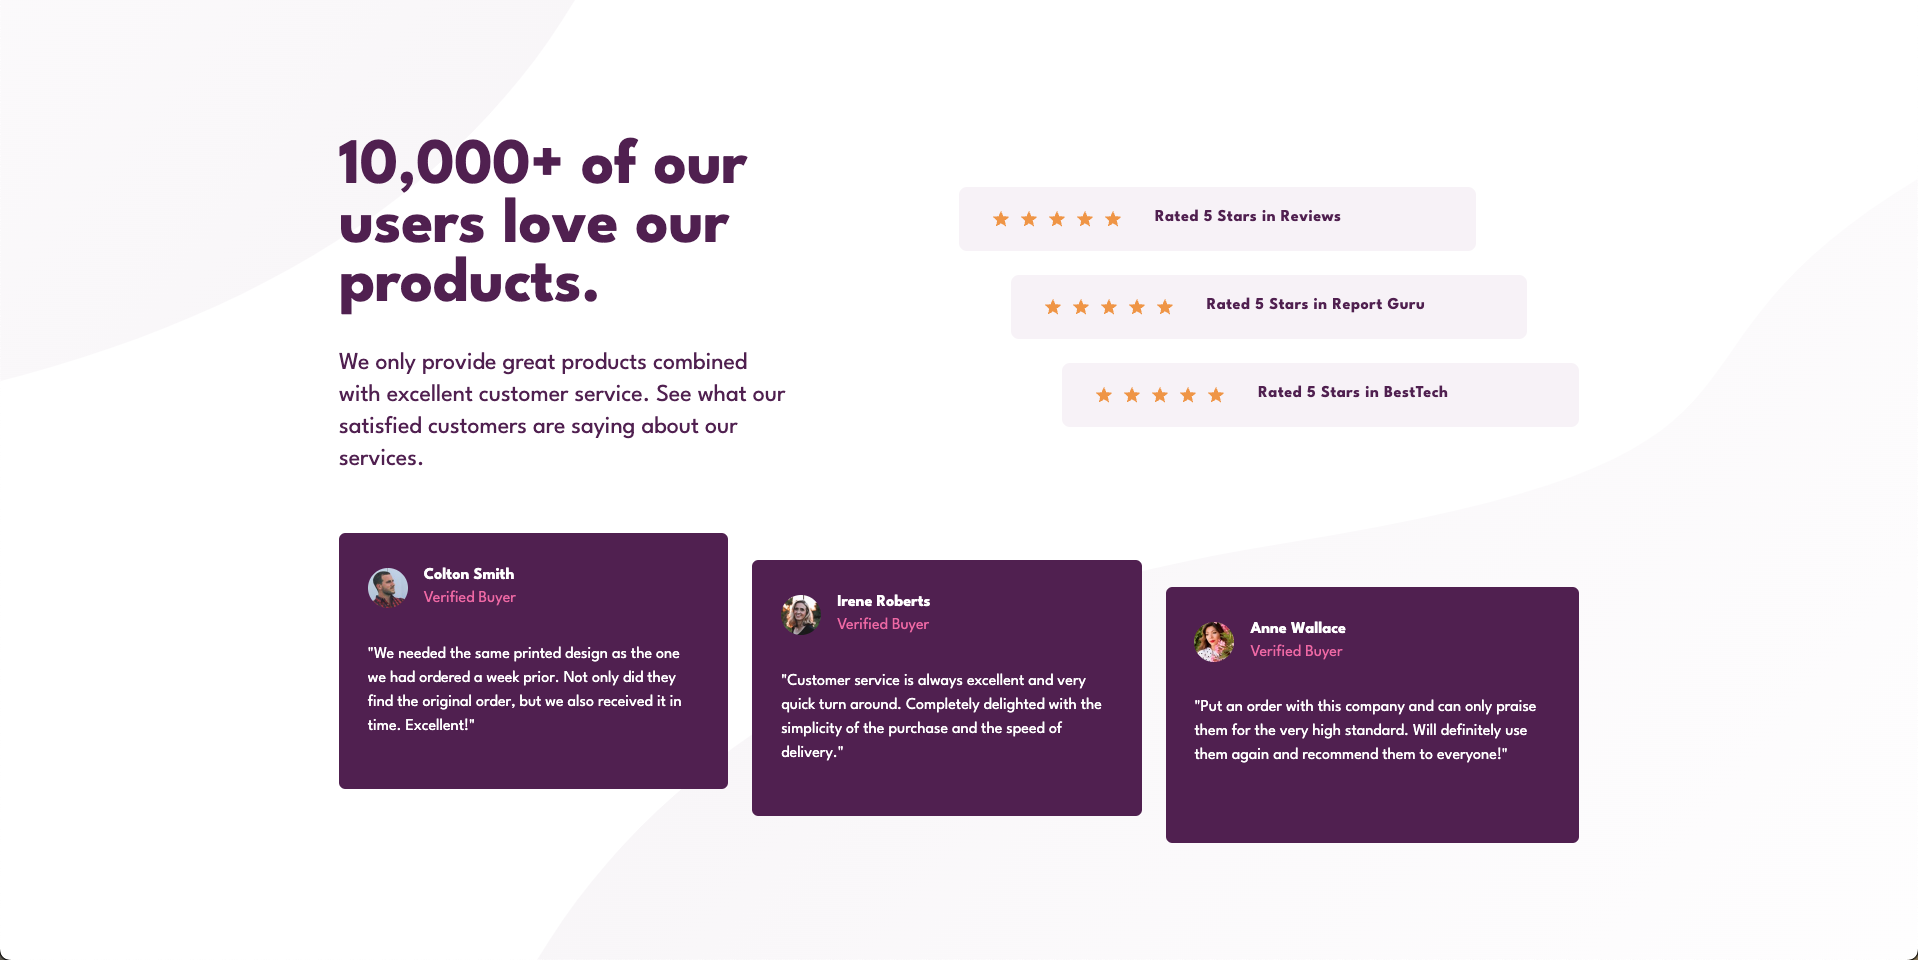 10,000+ of our
users love our
products.
We only provide great products combined
with excellent customer service. See what our
satisfied customers are saying about our
services.
Rated 5 Stars in Reviews
Rated 5 Stars in Report Guru
Rated 5 Stars in BestTech
Colton Smith
Verified Buyer
"We needed the same printed design as the one
we had ordered a week prior. Not only did they
find the original order, but we also received it in
time. Excellent!"
Irene Roberts
Verified Buyer
"Customer service is always excellent and very
quick turn around. Completely delighted with the
simplicity of the purchase and the speed of
delivery."
Anne Wallace
Verified Buyer
"Put an order with this company and can only praise
them for the very high standard. Will definitely use
them again and recommend them to everyone!"